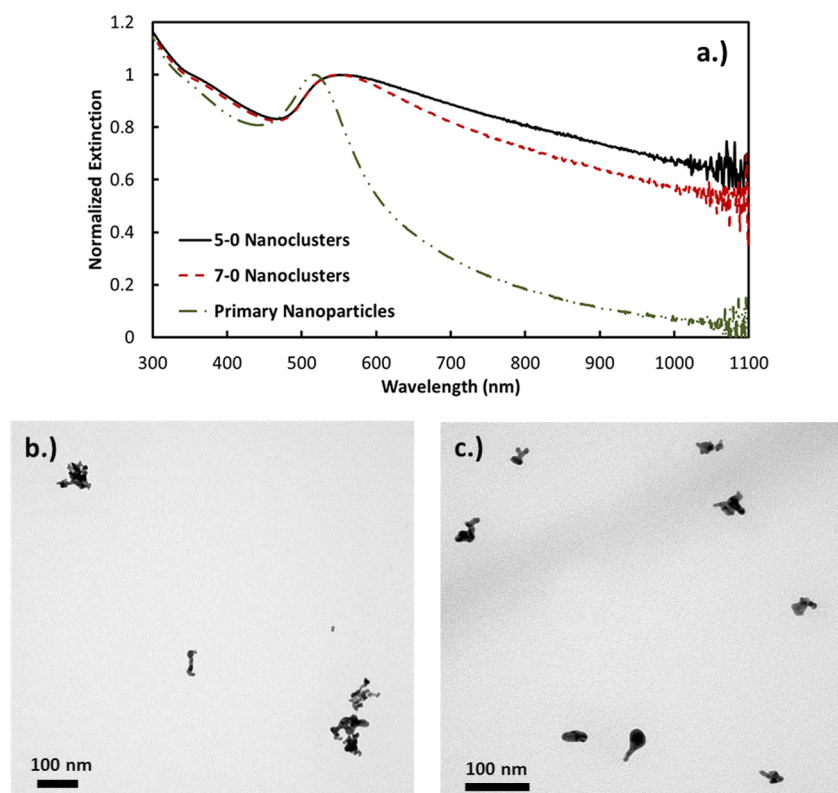 a.)
1.2
1
0.8
0.6
0.4
0.2
0
Normalized Extinction
5-0 Nanoclusters
7-0 Nanoclusters
Primary Nanoparticles
300 400 500 600 700 800 900 1000 1100
Wavelength (nm)
b.)
100 nm
c.)
100 nm